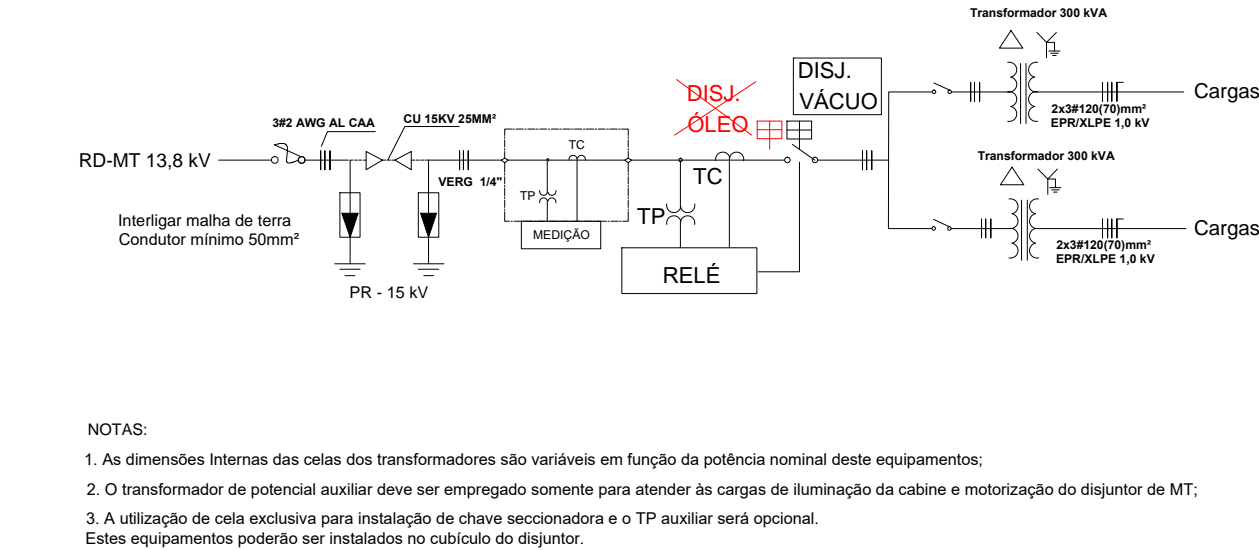 Transformador 300 kVA
DISJ.
ÓLEO
DISJ.
VÁCUO
Cargas
2x3#120(70)mm²
EPR/XLPE 1,0 kV
3#2 AWG AL CAA
CU 15KV 25MM²
RD-MT 13,8 kV
VERG 1/4"
TC
TP
MEDIÇÃO
TC
TP
RELÉ
Transformador 300 kVA
Cargas
2x3#120(70)mm²
EPR/XLPE 1,0 kV
Interligar malha de terra
Condutor mínimo 50mm²
PR - 15 kV
NOTAS:
1. As dimensões Internas das celas dos transformadores são variáveis em função da potência nominal deste equipamentos;
2. O transformador de potencial auxiliar deve ser empregado somente para atender às cargas de iluminação da cabine e motorização do disjuntor de MT;
3. A utilização de cela exclusiva para instalação de chave seccionadora e o TP auxiliar será opcional.
Estes equipamentos poderão ser instalados no cubículo do disjuntor.